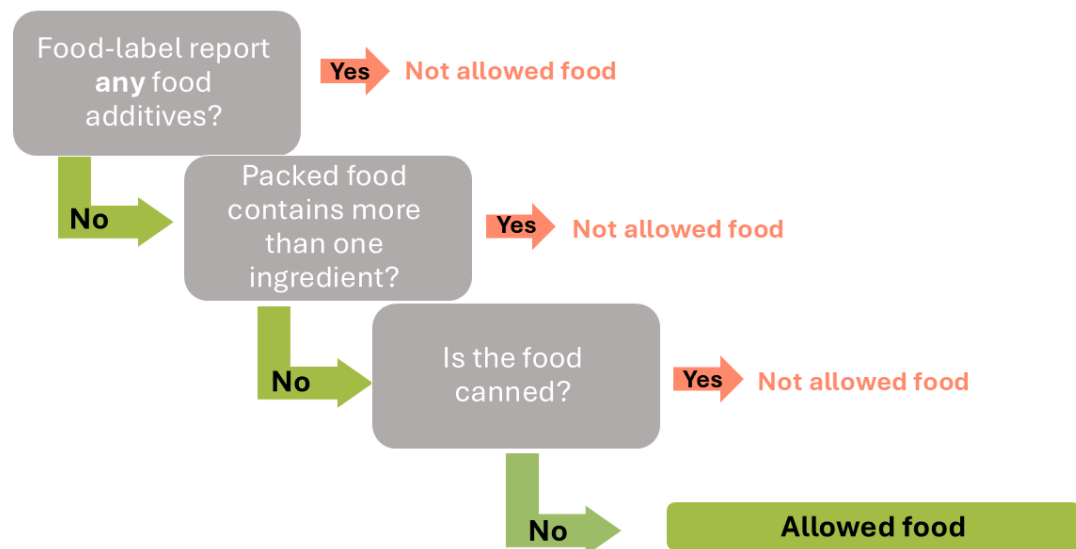 Food-label report
any food
additives?
Yes
Not allowed food
No
Packed food
contains more
than one
ingredient?
Yes
Not allowed food
No
Is the food
canned?
Yes
Not allowed food
No
Allowed food